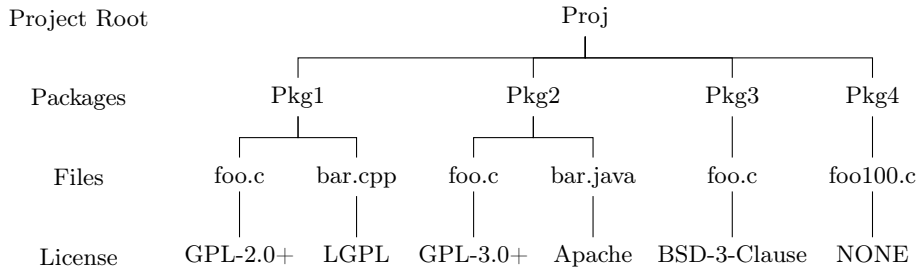 Project Root Proj
Packages Pkg1 Pkg2 Pkg3 Pkg4
Files foo.c bar.cpp foo.c bar.java foo.c foo100.c
License GPL-2.0+ LGPL GPL-3.0+ Apache BSD-3-Clause NONE